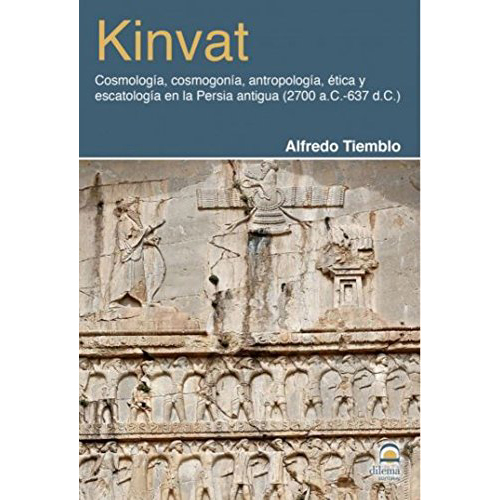 Kinvat
Cosmología, cosmogonía, antropología, ética y
escatología en la Persia antigua (2700 a.C.-637 d.C.)
Alfredo Tiemblo
dilema